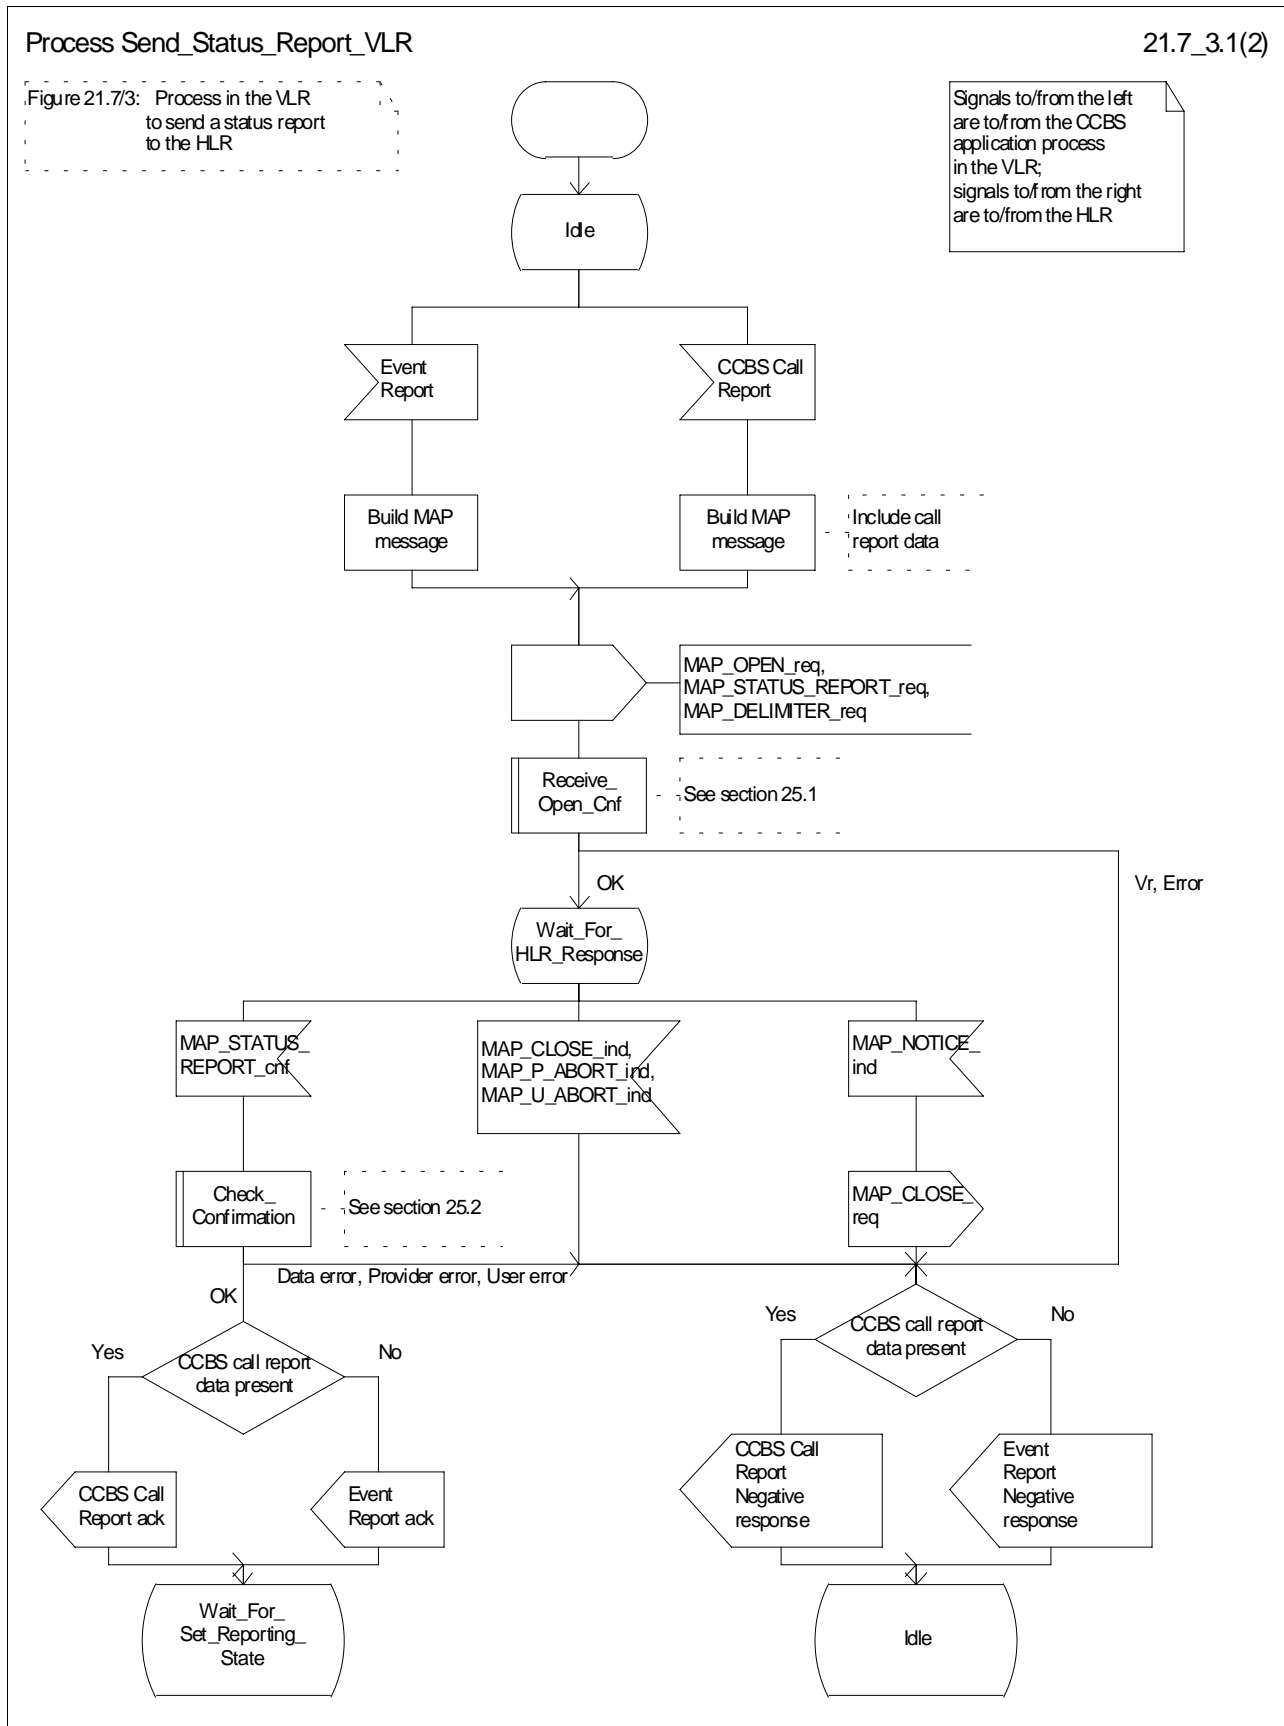 Process Send_Status_Report_VLR
21.7_3.1(2)
Figure 21.7/3: Process in the VLR
to send a status report
to the HLR
Signals to/from the left
are to/from the CCBS
application process
in the VLR;
signals to/from the right
are to/from the HLR
Idle
Event
Report
CCBS Call
Report
Build MAP
message
Build MAP
message
Include call
report data
MAP_OPEN_req,
MAP_STATUS_REPORT_req,
MAP_DELIMITER_req
Receive_
Open_Cnf
See section 25.1
OK
Vr, Error
Wait_For_
HLR_Response
MAP_STATUS_
REPORT_cnf
MAP_CLOSE_ind,
MAP_P_ABORT_ind,
MAP_U_ABORT_ind
MAP_NOTICE_
ind
Check_
Confirmation
See section 25.2
MAP_CLOSE_
req
Data error, Provider error, User error
OK
Yes
CCBS call report
data present
No
Yes
CCBS call report
data present
No
CCBS Call
Report ack
Event
Report ack
CCBS Call
Report
Negative
response
Event
Report
Negative
response
Wait_For_
Set_Reporting_
State
Idle